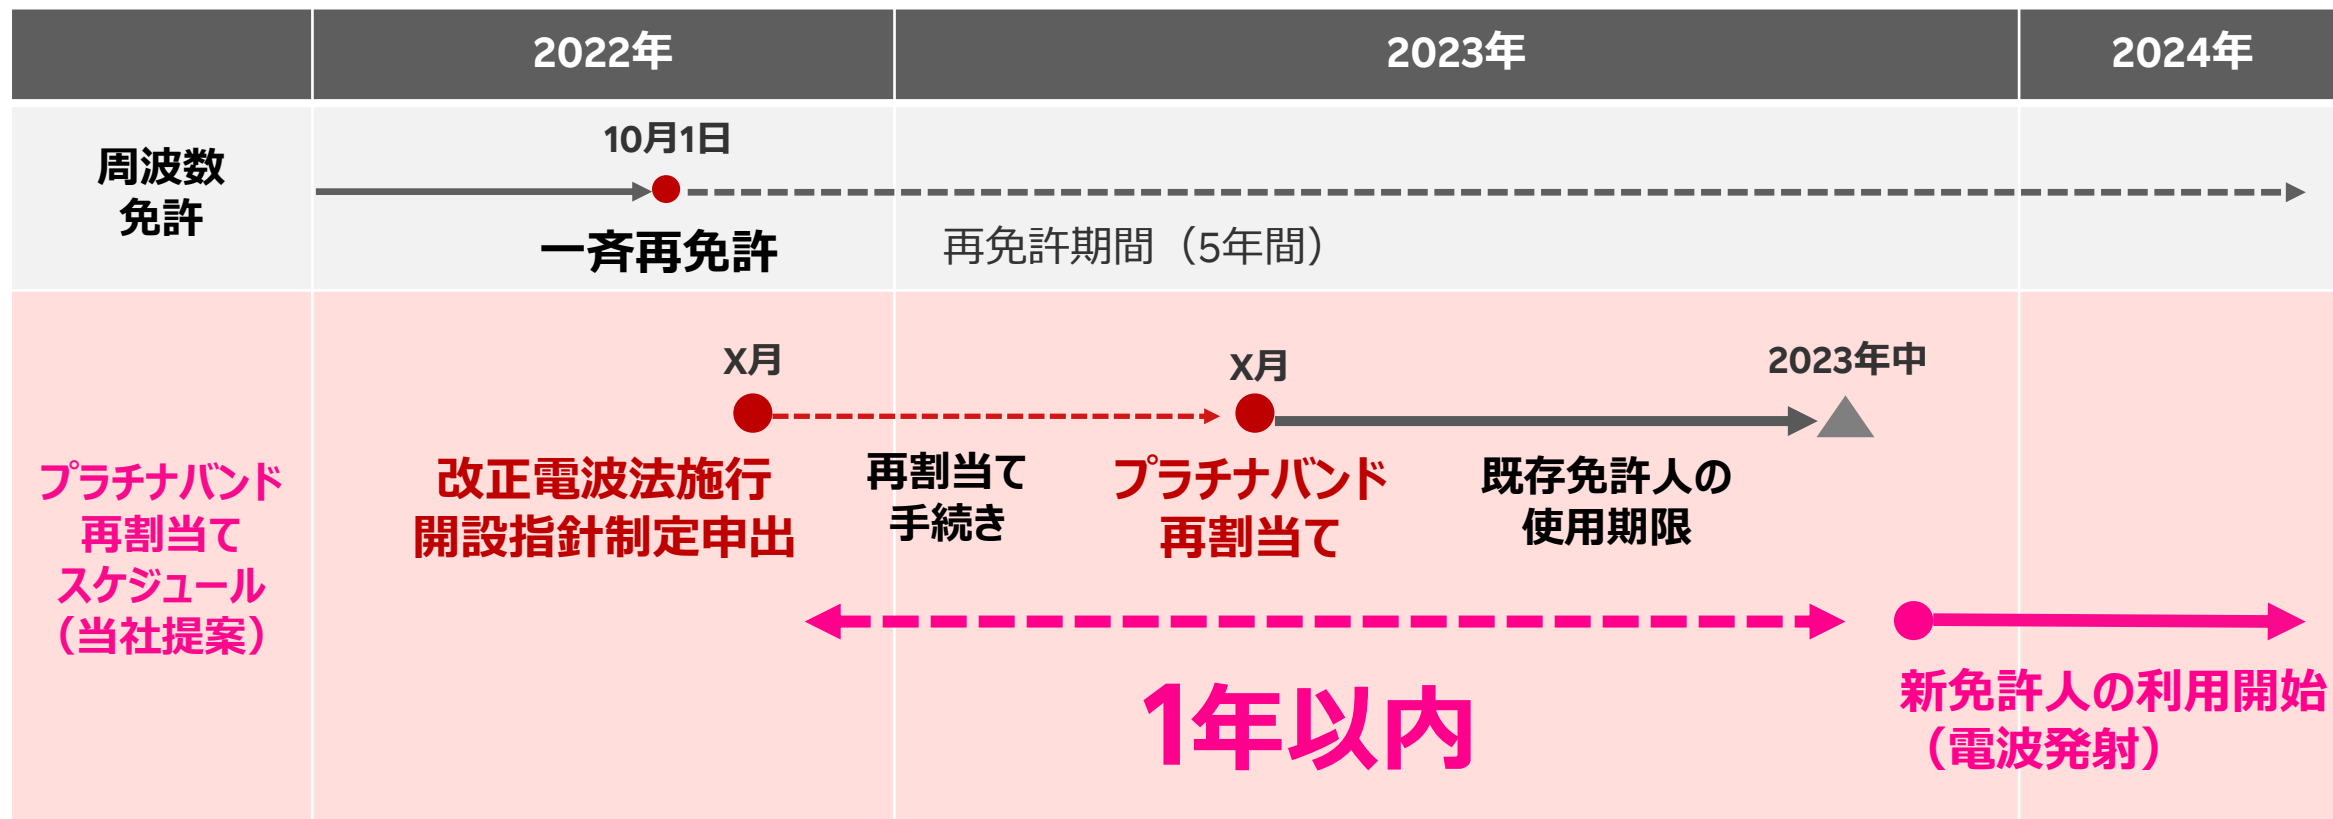 2022年
2023年
2024年
周波数
免許
10月1日
一斉再免許
再免許期間（5年間）
プラチナバンド
再割当て
スケジュール
（当社提案）
X月
改正電波法施行
開設指針制定申出
再割当て
手続き
X月
プラチナバンド
再割当て
2023年中
既存免許人の
使用期限
1年以内
新免許人の利用開始
（電波発射）